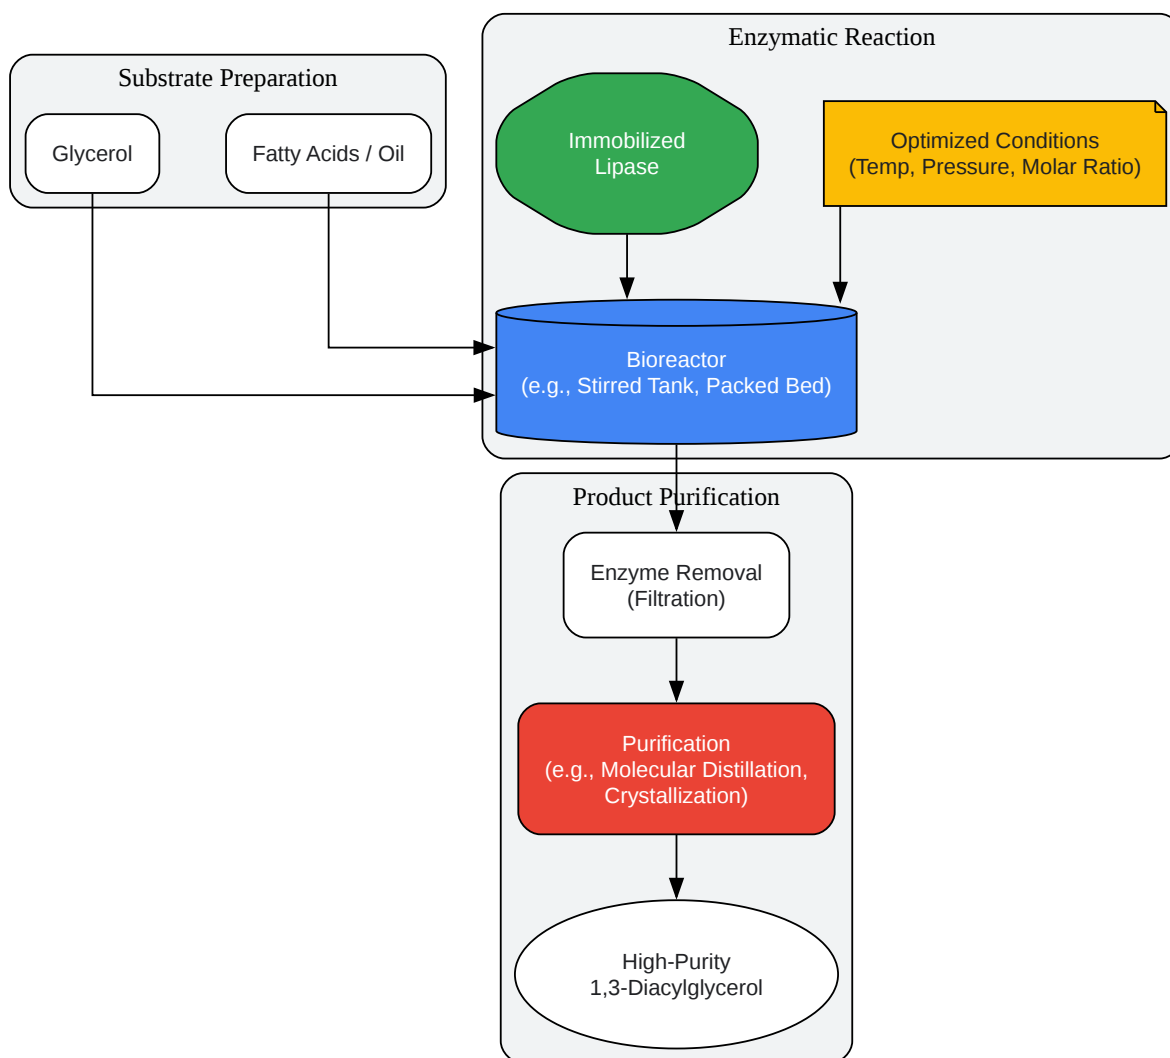 Substrate Preparation
Glycerol
Fatty Acids / Oil
Enzymatic Reaction
Immobilized
Lipase
Optimized Conditions
(Temp, Pressure, Molar Ratio)
Bioreactor
(e.g., Stirred Tank, Packed Bed)
Product Purification
Enzyme Removal
(Filtration)
Purification
(e.g., Molecular Distillation,
Crystallization)
High-Purity
1,3-Diacylglycerol